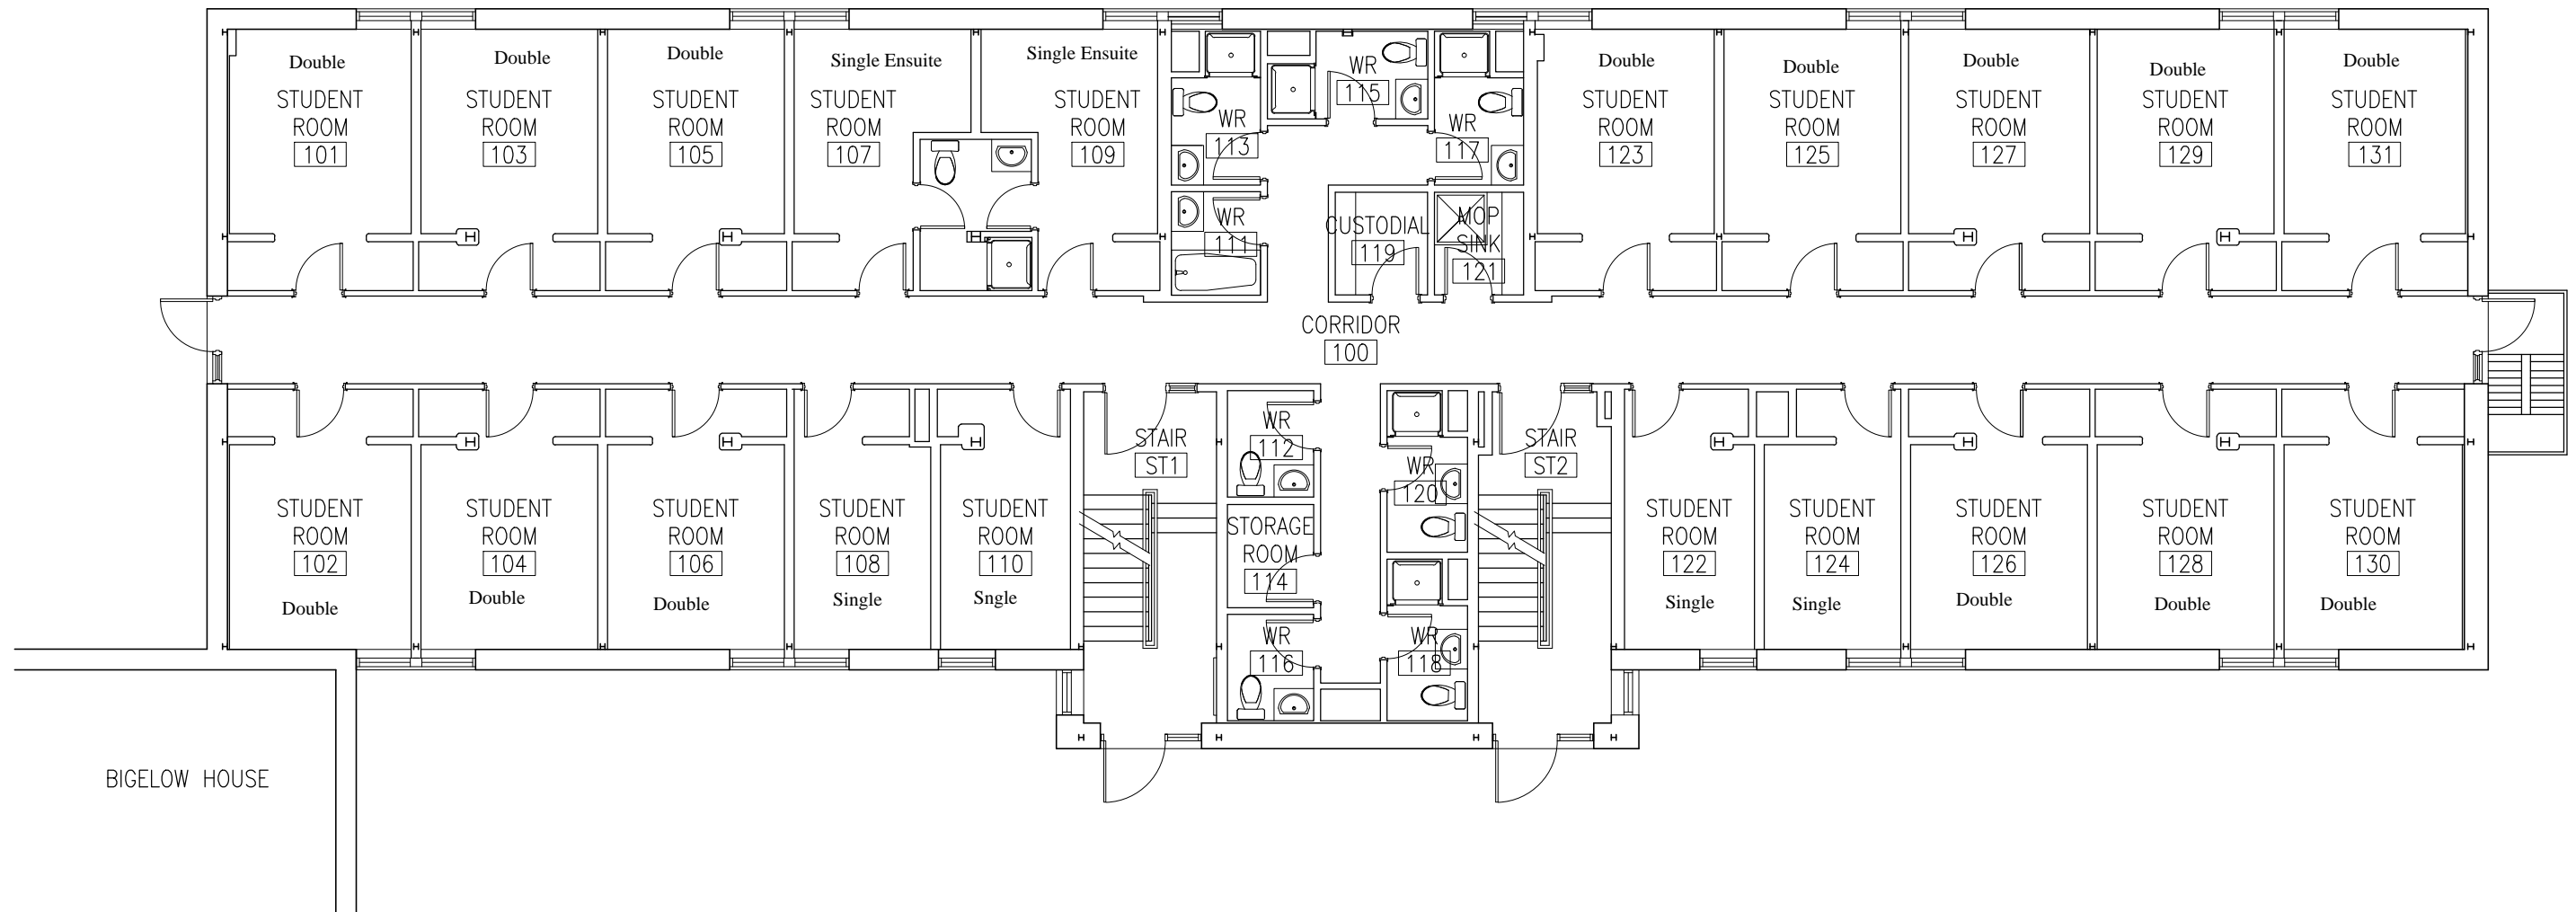 Double
STUDENT
ROOM
101
Double
STUDENT
ROOM
103
Double
STUDENT
ROOM
105
Single Ensuite
STUDENT
ROOM
107
Single Ensuite
STUDENT
ROOM
109
WR
113
WR
111
WR
115
WR
117
CUSTODIAL
119
MOP
SINK
121
Double
STUDENT
ROOM
123
Double
STUDENT
ROOM
125
Double
STUDENT
ROOM
127
Double
STUDENT
ROOM
129
Double
STUDENT
ROOM
131
CORRIDOR
100
STUDENT
ROOM
102
Double
STUDENT
ROOM
104
Double
STUDENT
ROOM
106
Double
STUDENT
ROOM
108
Single
STUDENT
ROOM
110
Sngle
STAIR
ST1
WR
112
STORAGE
ROOM
114
WR
116
WR
120
WR
118
STAIR
ST2
STUDENT
ROOM
122
Single
STUDENT
ROOM
124
Single
STUDENT
ROOM
126
Double
STUDENT
ROOM
128
Double
STUDENT
ROOM
130
Double
BIGELOW HOUSE